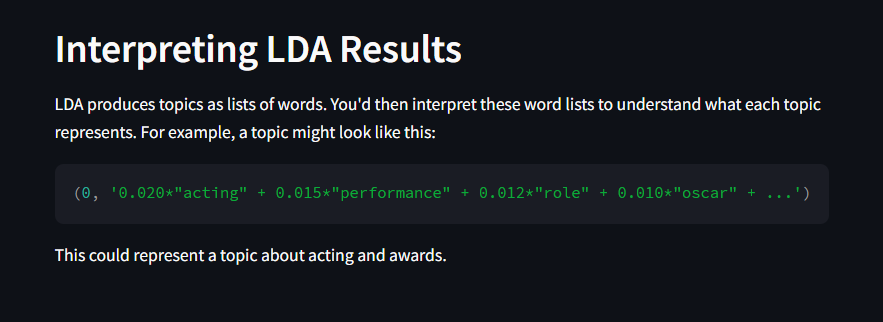 Interpreting LDA Results
LDA produces topics as lists of words. You'd then interpret these word lists to understand what each topic
represents. For example, a topic might look like this:
(0, '0.020*"acting" + 0.015*"performance" + 0.012*"role" + 0.010*"oscar" + ...')
This could represent a topic about acting and awards.